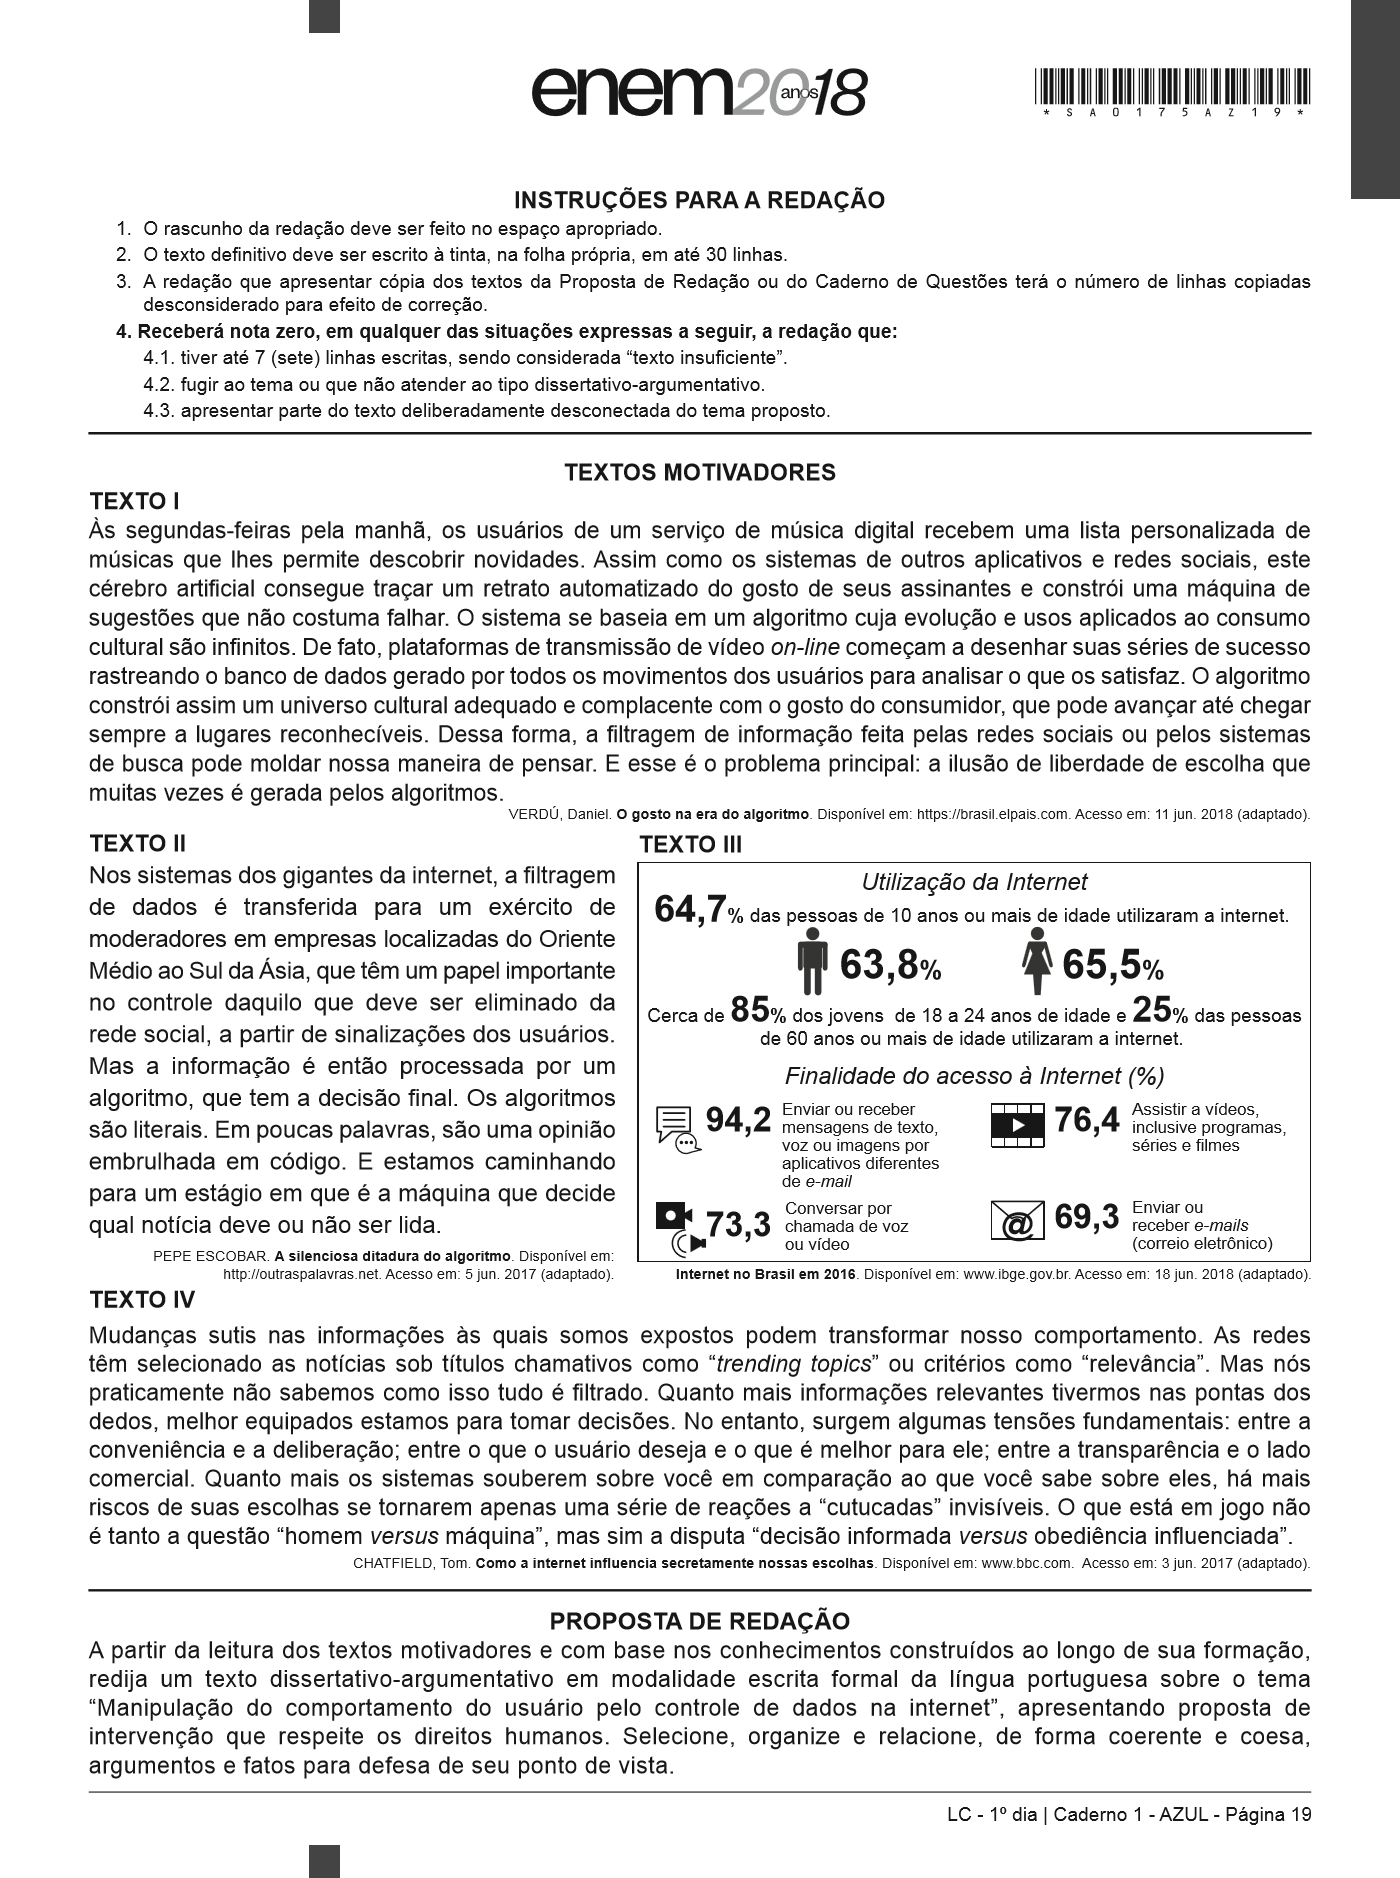 enem20anos18
*SA0175AZ19*
INSTRUÇÕES PARA A REDAÇÃO
1. O rascunho da redação deve ser feito no espaço apropriado.
2. O texto definitivo deve ser escrito à tinta, na folha própria, em até 30 linhas.
3. A redação que apresentar cópia dos textos da Proposta de Redação ou do Caderno de Questões terá o número de linhas copiadas
desconsiderado para efeito de correção.
4. Receberá nota zero, em qualquer das situações expressas a seguir, a redação que:
4.1. tiver até 7 (sete) linhas escritas, sendo considerada “texto insuficiente”.
4.2. fugir ao tema ou que não atender ao tipo dissertativo-argumentativo.
4.3. apresentar parte do texto deliberadamente desconectada do tema proposto.
TEXTOS MOTIVADORES
TEXTO I
Às segundas-feiras pela manhã, os usuários de um serviço de música digital recebem uma lista personalizada de
músicas que lhes permite descobrir novidades. Assim como os sistemas de outros aplicativos e redes sociais, este
cérebro artificial consegue traçar um retrato automatizado do gosto de seus assinantes e constrói uma máquina de
sugestões que não costuma falhar. O sistema se baseia em um algoritmo cuja evolução e usos aplicados ao consumo
cultural são infinitos. De fato, plataformas de transmissão de vídeo on-line começam a desenhar suas séries de sucesso
rastreando o banco de dados gerado por todos os movimentos dos usuários para analisar o que os satisfaz. O algoritmo
constrói assim um universo cultural adequado e complacente com o gosto do consumidor, que pode avançar até chegar
sempre a lugares reconhecíveis. Dessa forma, a filtragem de informação feita pelas redes sociais ou pelos sistemas
de busca pode moldar nossa maneira de pensar. E esse é o problema principal: a ilusão de liberdade de escolha que
muitas vezes é gerada pelos algoritmos.
VERDÚ, Daniel. O gosto na era do algoritmo. Disponível em: https://brasil.elpais.com. Acesso em: 11 jun. 2018 (adaptado).
TEXTO II
Nos sistemas dos gigantes da internet, a filtragem
de dados é transferida para um exército de
moderadores em empresas localizadas do Oriente
Médio ao Sul da Ásia, que têm um papel importante
no controle daquilo que deve ser eliminado da
rede social, a partir de sinalizações dos usuários.
Mas a informação é então processada por um
algoritmo, que tem a decisão final. Os algoritmos
são literais. Em poucas palavras, são uma opinião
embrulhada em código. E estamos caminhando
para um estágio em que é a máquina que decide
qual notícia deve ou não ser lida.
PEPE ESCOBAR. A silenciosa ditadura do algoritmo. Disponível em:
http://outraspalavras.net. Acesso em: 5 jun. 2017 (adaptado).
TEXTO III
Utilização da Internet
64,7% das pessoas de 10 anos ou mais de idade utilizaram a internet.
63,8% 65,5%
Cerca de 85% dos jovens de 18 a 24 anos de idade e 25% das pessoas
de 60 anos ou mais de idade utilizaram a internet.
Finalidade do acesso à Internet (%)
94,2 Enviar ou receber
mensagens de texto,
voz ou imagens por
aplicativos diferentes
de e-mail
76,4 Assistir a vídeos,
inclusive programas,
séries e filmes
73,3 Conversar por
chamada de voz
ou vídeo
@ 69,3 Enviar ou
receber e-mails
(correio eletrônico)
Internet no Brasil em 2016. Disponível em: www.ibge.gov.br. Acesso em: 18 jun. 2018 (adaptado).
TEXTO IV
Mudanças sutis nas informações às quais somos expostos podem transformar nosso comportamento. As redes
têm selecionado as notícias sob títulos chamativos como “trending topics” ou critérios como “relevância”. Mas nós
praticamente não sabemos como isso tudo é filtrado. Quanto mais informações relevantes tivermos nas pontas dos
dedos, melhor equipados estamos para tomar decisões. No entanto, surgem algumas tensões fundamentais: entre a
conveniência e a deliberação; entre o que o usuário deseja e o que é melhor para ele; entre a transparência e o lado
comercial. Quanto mais os sistemas souberem sobre você em comparação ao que você sabe sobre eles, há mais
riscos de suas escolhas se tornarem apenas uma série de reações a “cutucadas” invisíveis. O que está em jogo não
é tanto a questão “homem versus máquina”, mas sim a disputa “decisão informada versus obediência influenciada”.
CHATFIELD, Tom. Como a internet influencia secretamente nossas escolhas. Disponível em: www.bbc.com. Acesso em: 3 jun. 2017 (adaptado).
PROPOSTA DE REDAÇÃO
A partir da leitura dos textos motivadores e com base nos conhecimentos construídos ao longo de sua formação,
redija um texto dissertativo-argumentativo em modalidade escrita formal da língua portuguesa sobre o tema
“Manipulação do comportamento do usuário pelo controle de dados na internet”, apresentando proposta de
intervenção que respeite os direitos humanos. Selecione, organize e relacione, de forma coerente e coesa,
argumentos e fatos para defesa de seu ponto de vista.
LC - 1º dia | Caderno 1 - AZUL - Página 19